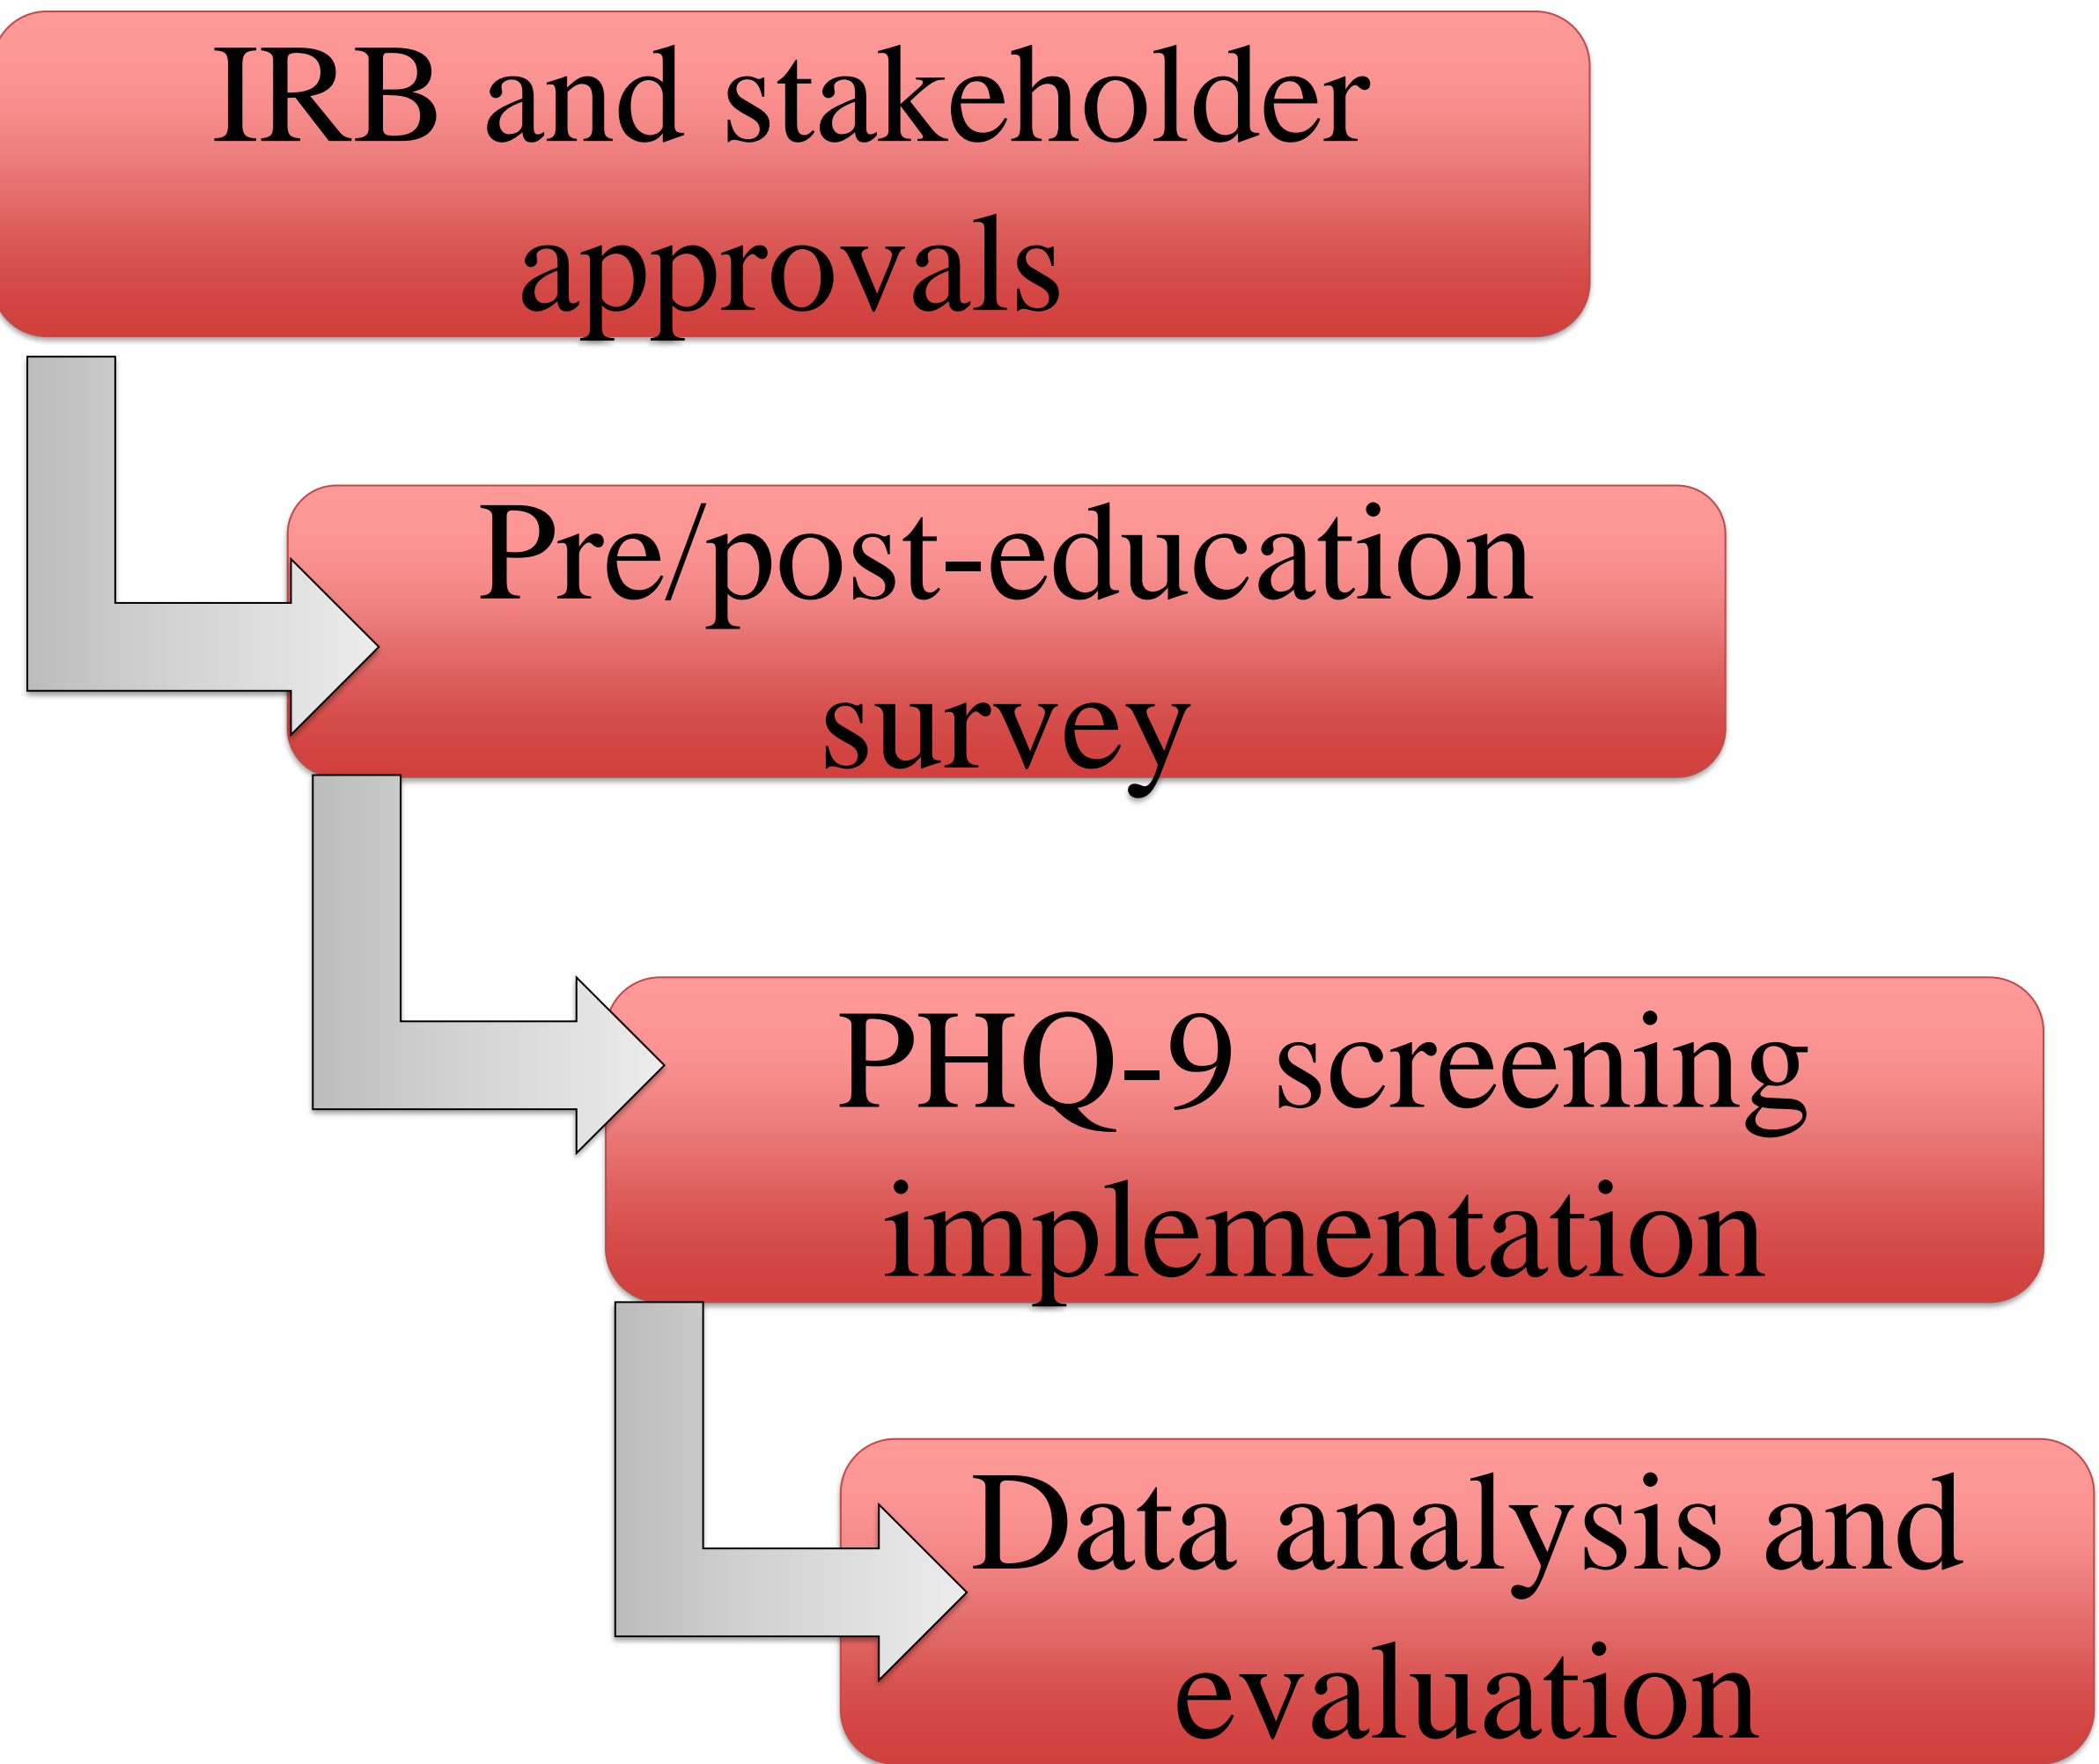 IRB and stakeholder
approvals
Pre/post-education
survey
PHQ-9 screening
implementation
Data analysis and
evaluation